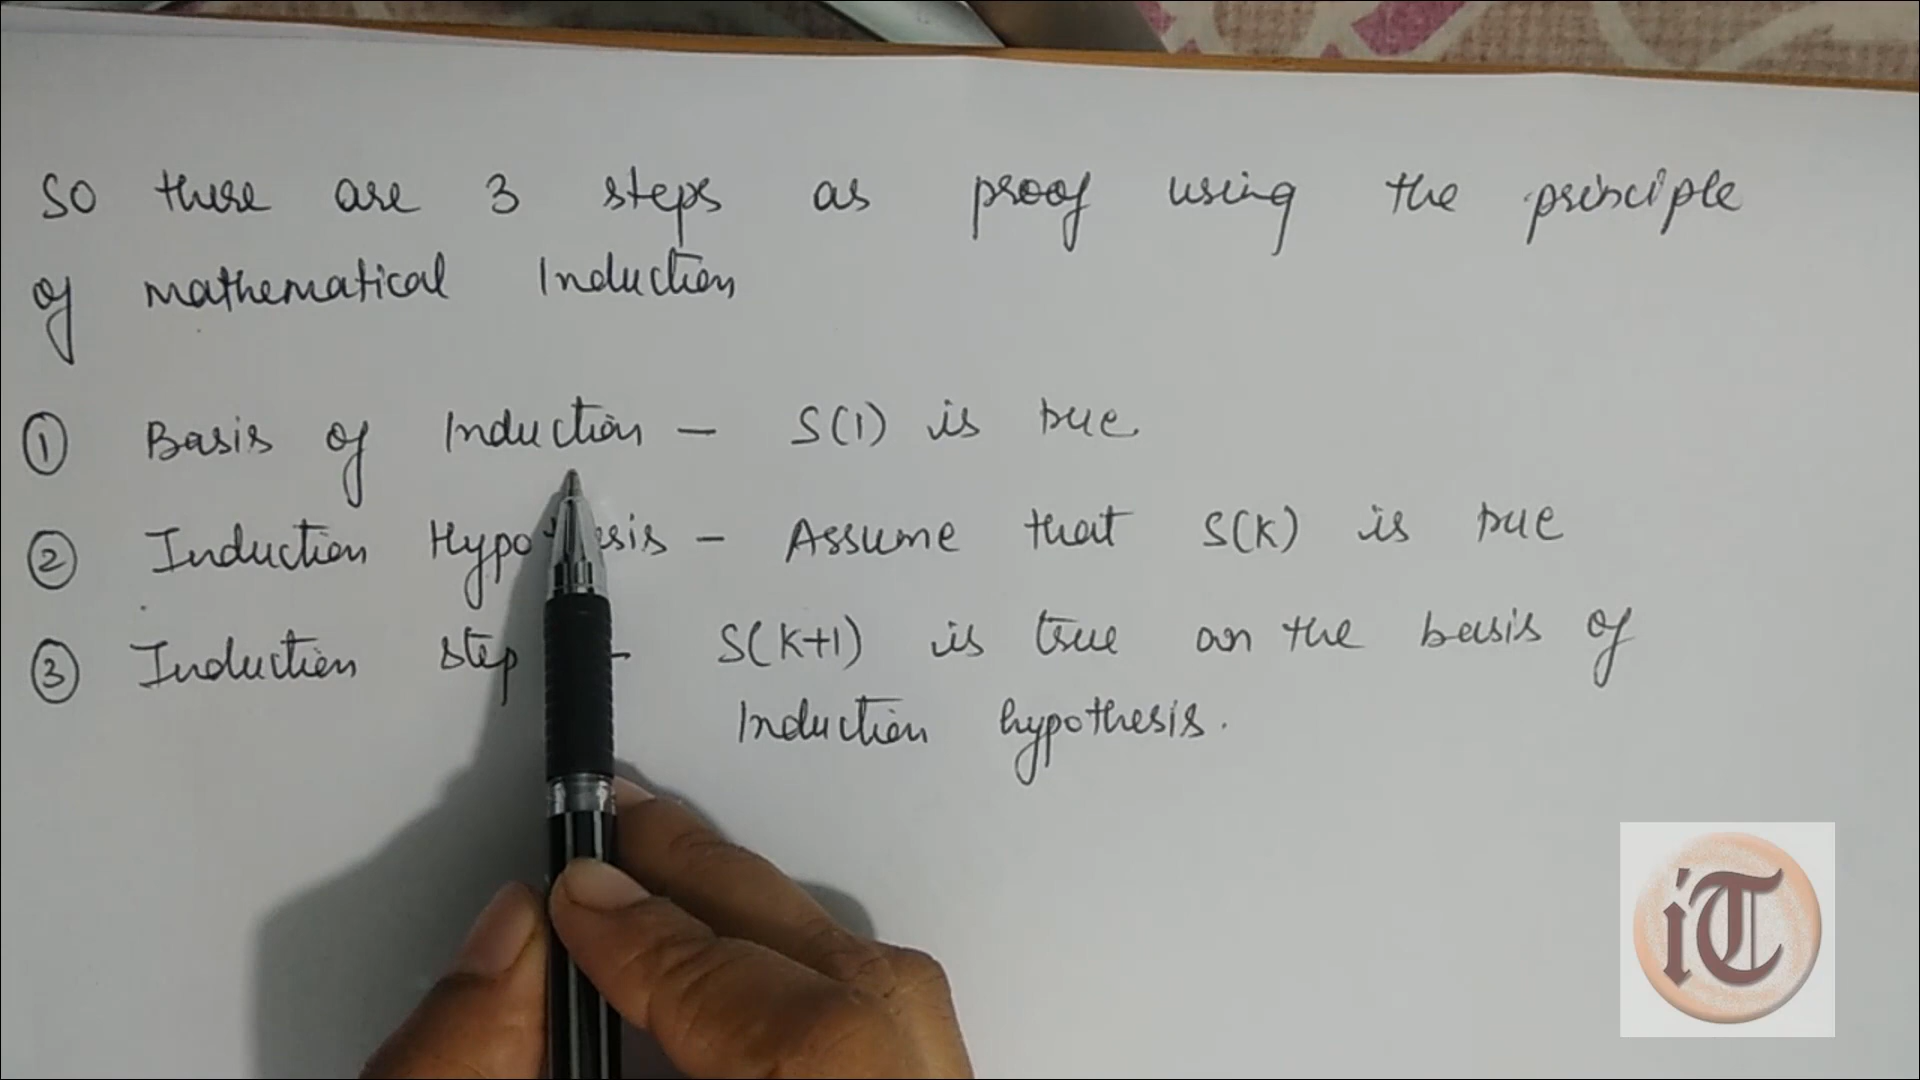 So there are 3 steps as proof using the principle
of mathematical Induction
① Basis of Induction - S(1) is true
② Induction Hypothesis - Assume that S(K) is true
③ Induction step - S(K+1) is true on the basis of
Induction hypothesis.
iT